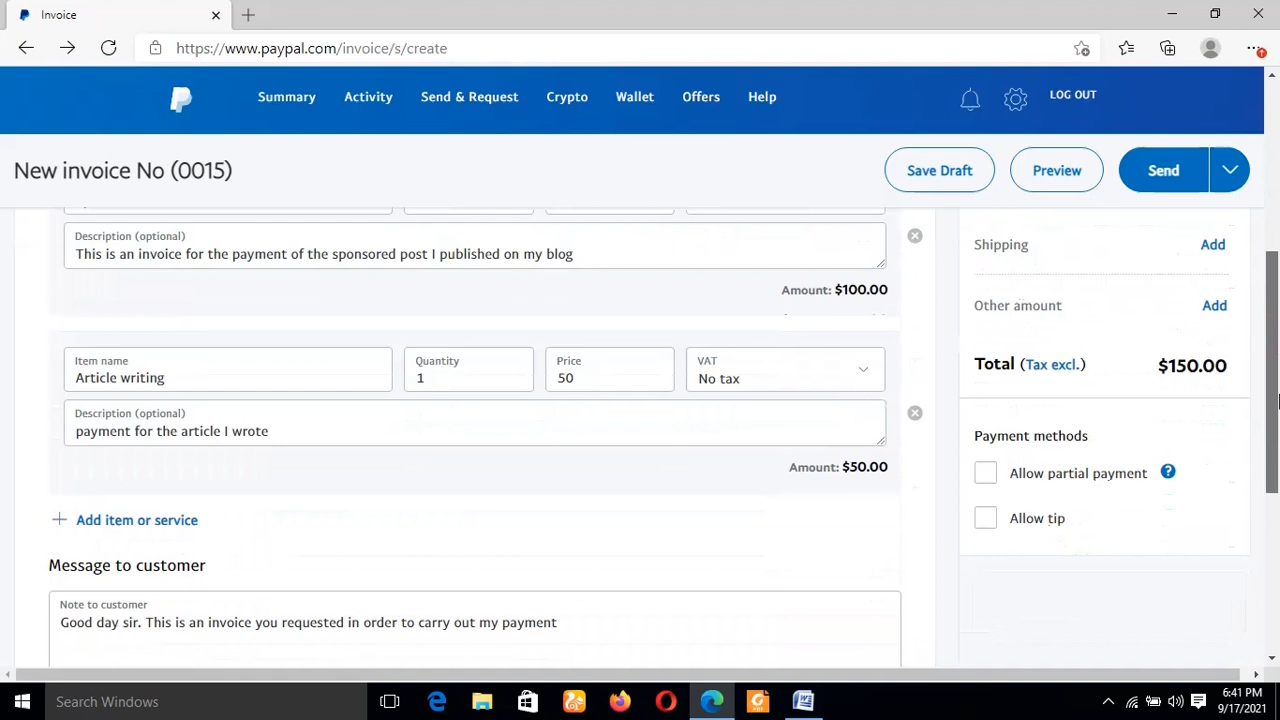 Invoice
https://www.paypal.com/invoice/s/create
Summary
Activity
Send & Request
Crypto
Wallet
Offers
Help
LOG OUT
New invoice No (0015)
Save Draft
Preview
Send
Description (optional)
This is an invoice for the payment of the sponsored post I published on my blog
Amount: $100.00
Item name
Article writing
Quantity
1
Price
50
VAT
No tax
Description (optional)
payment for the article I wrote
Amount: $50.00
Add item or service
Message to customer
Note to customer
Good day sir. This is an invoice you requested in order to carry out my payment
Shipping
Add
Other amount
Add
Total (Tax excl.)
$150.00
Payment methods
Allow partial payment
?
Allow tip
Search Windows
6:41 PM
9/17/2021